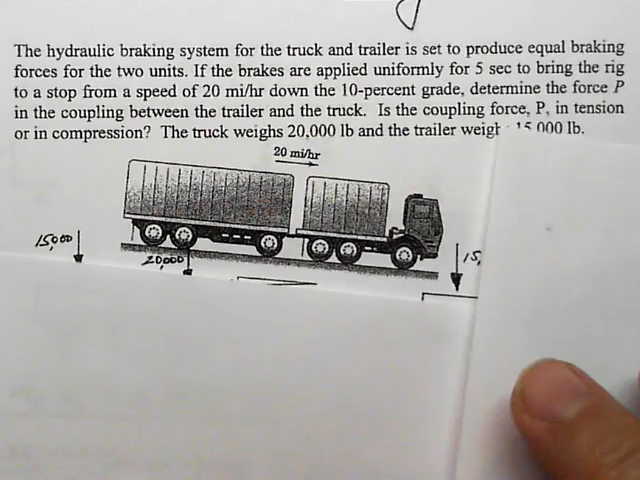 The hydraulic braking system for the truck and trailer is set to produce equal braking
forces for the two units. If the brakes are applied uniformly for 5 sec to bring the rig
to a stop from a speed of 20 mi/hr down the 10-percent grade, determine the force P
in the coupling between the trailer and the truck. Is the coupling force, P, in tension
or in compression? The truck weighs 20,000 lb and the trailer 000 lb.
20 mi/hr
15,000
20,000
15,